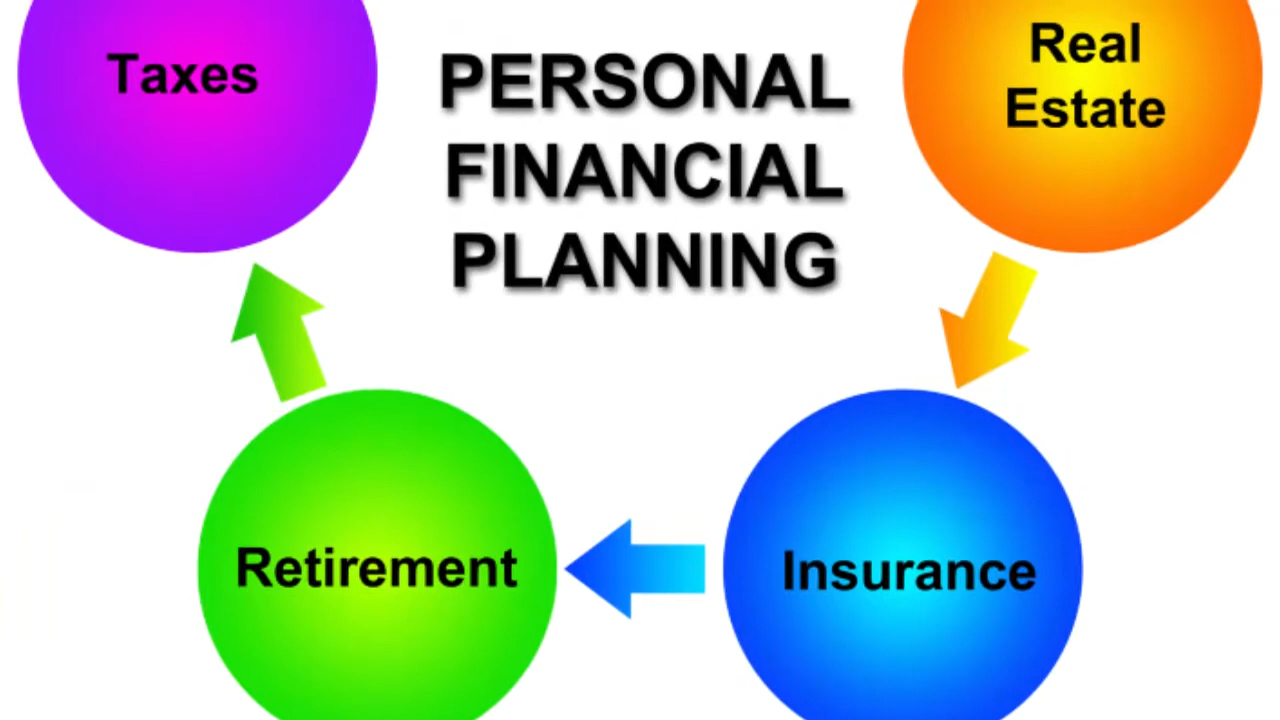 Taxes
PERSONAL
FINANCIAL
PLANNING
Real
Estate
Retirement
Insurance